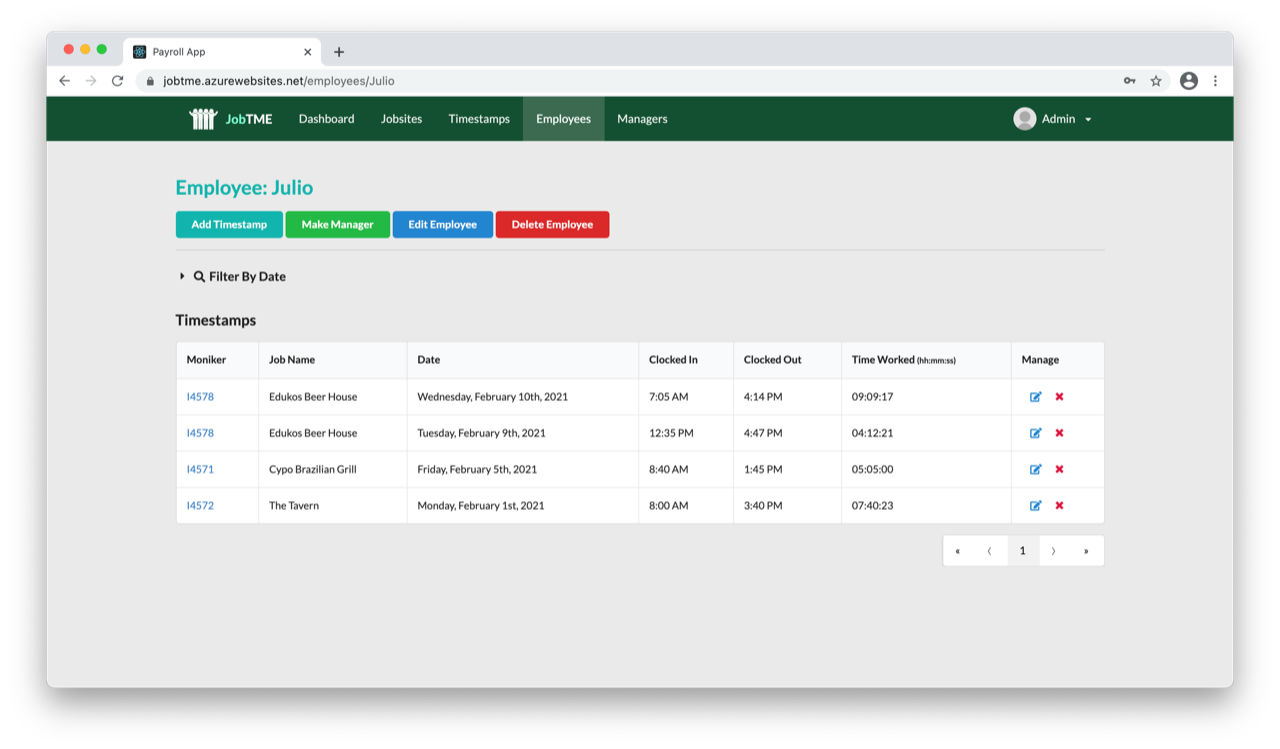 Payroll App
jobtme.azurewebsites.net/employees/Julio
JobTME Dashboard Jobsites Timestamps Employees Managers Admin
Employee: Julio
Add Timestamp Make Manager Edit Employee Delete Employee
Filter By Date
Timestamps
Moniker Job Name Date Clocked In Clocked Out Time Worked (hh:mm:ss) Manage
I4578 Edukos Beer House Wednesday, February 10th, 2021 7:05 AM 4:14 PM 09:09:17
I4578 Edukos Beer House Tuesday, February 9th, 2021 12:35 PM 4:47 PM 04:12:21
I4571 Cypo Brazilian Grill Friday, February 5th, 2021 8:40 AM 1:45 PM 05:05:00
I4572 The Tavern Monday, February 1st, 2021 8:00 AM 3:40 PM 07:40:23
« ⟨ 1 ⟩ »